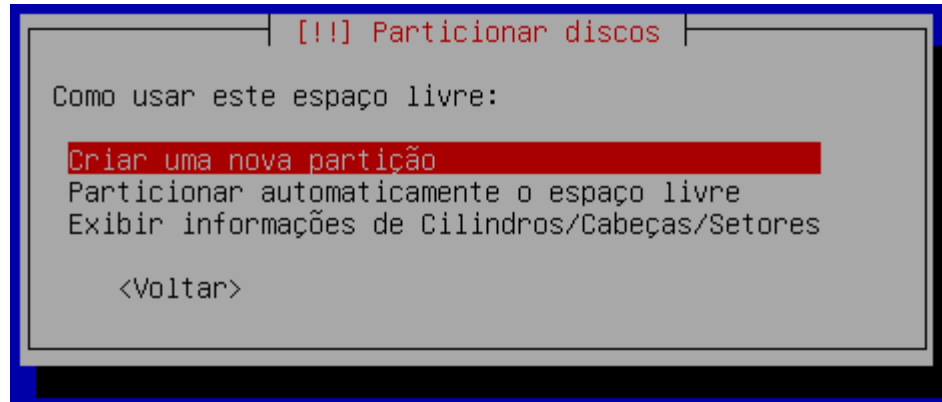 [!!] Particionar discos
Como usar este espaço livre:
Criar uma nova partição
Particionar automaticamente o espaço livre
Exibir informações de Cilindros/Cabeças/Setores
<Voltar>